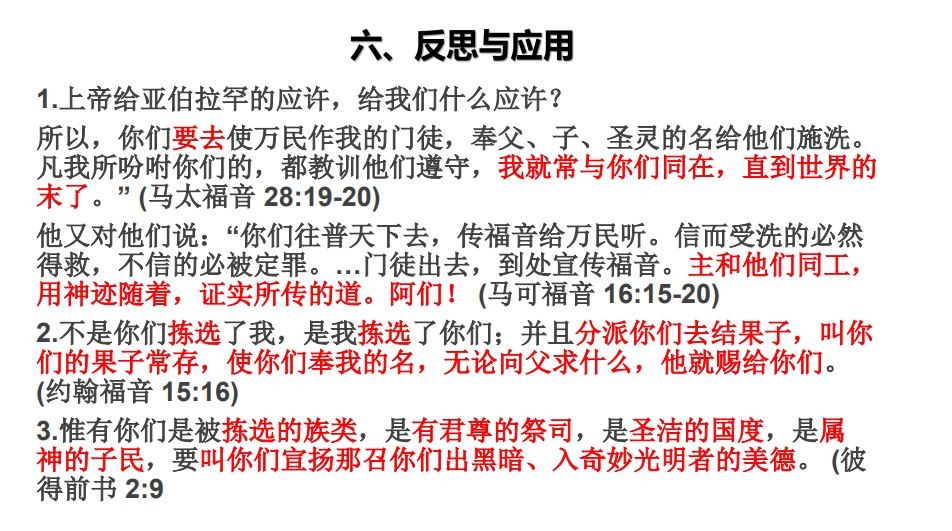 六、反思与应用
1.上帝给亚伯拉罕的应许，给我们什么应许？
所以，你们要去使万民作我的门徒，奉父、子、圣灵的名给他们施洗。
凡我所吩咐你们的，都教训他们遵守，我就常与你们同在，直到世界的
末了。” (马太福音 28:19-20)
他又对他们说：“你们往普天下去，传福音给万民听。信而受洗的必然
得救，不信的必被定罪。…门徒出去，到处宣传福音。主和他们同工，
用神迹随着，证实所传的道。阿们！ (马可福音 16:15-20)
2.不是你们拣选了我，是我拣选了你们；并且分派你们去结果子，叫你
们的果子常存，使你们奉我的名，无论向父求什么，他就赐给你们。
(约翰福音 15:16)
3.惟有你们是被拣选的族类，是有君尊的祭司，是圣洁的国度，是属
神的子民，要叫你们宣扬那召你们出黑暗、入奇妙光明者的美德。 (彼
得前书 2:9